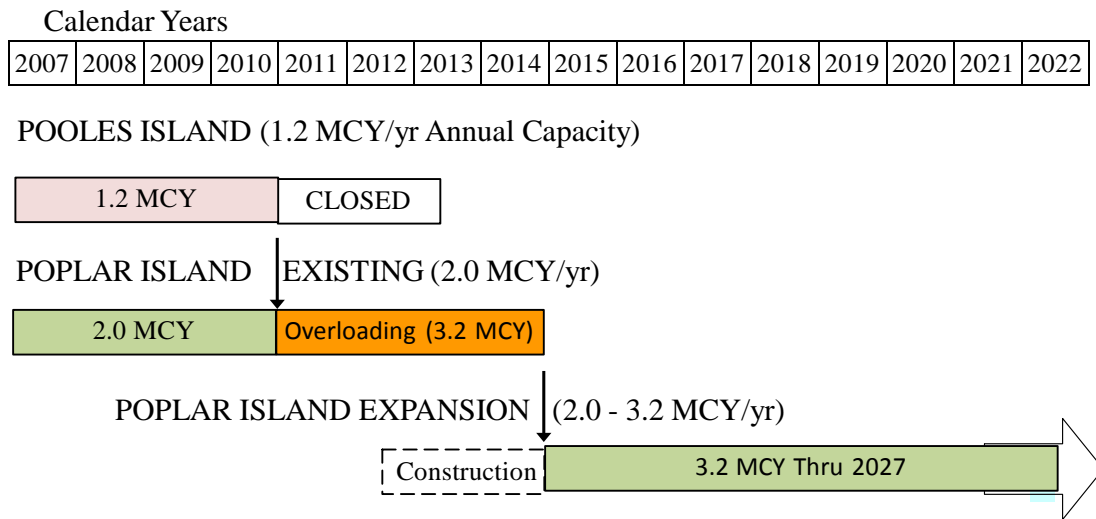 Calendar Years
2007 2008 2009 2010 2011 2012 2013 2014 2015 2016 2017 2018 2019 2020 2021 2022
POOLES ISLAND (1.2 MCY/yr Annual Capacity)
1.2 MCY CLOSED
POPLAR ISLAND EXISTING (2.0 MCY/yr)
2.0 MCY Overloading (3.2 MCY)
POPLAR ISLAND EXPANSION (2.0 - 3.2 MCY/yr)
Construction 3.2 MCY Thru 2027